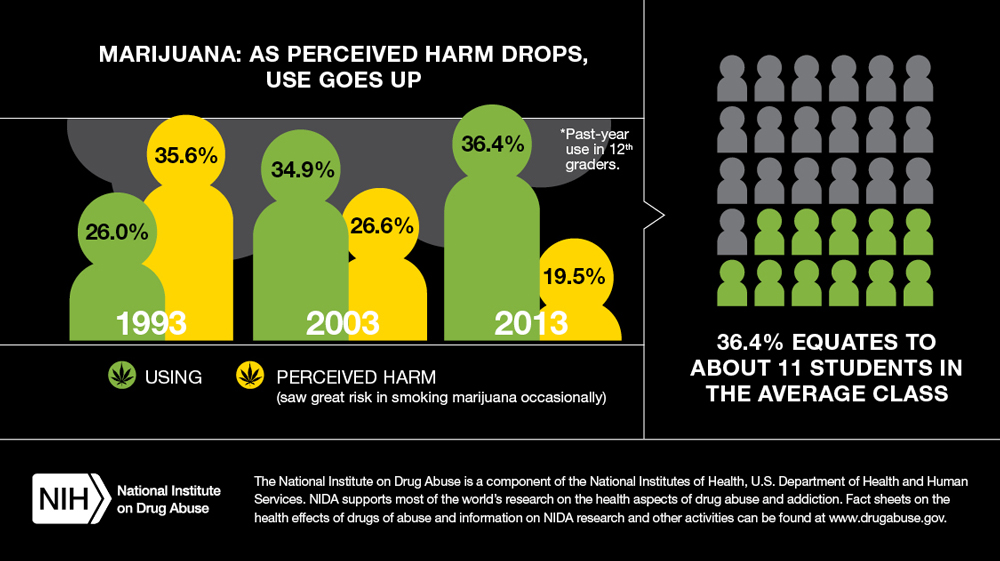 MARIJUANA: AS PERCEIVED HARM DROPS,
USE GOES UP
*Past-year
use in 12th
graders.
26.0%
35.6%
34.9%
26.6%
36.4%
19.5%
1993
2003
2013
USING
PERCEIVED HARM
(saw great risk in smoking marijuana occasionally)
36.4% EQUATES TO
ABOUT 11 STUDENTS IN
THE AVERAGE CLASS
NIH
National Institute
on Drug Abuse
The National Institute on Drug Abuse is a component of the National Institutes of Health, U.S. Department of Health and Human
Services. NIDA supports most of the world's research on the health aspects of drug abuse and addiction. Fact sheets on the
health effects of drugs of abuse and information on NIDA research and other activities can be found at www.drugabuse.gov.